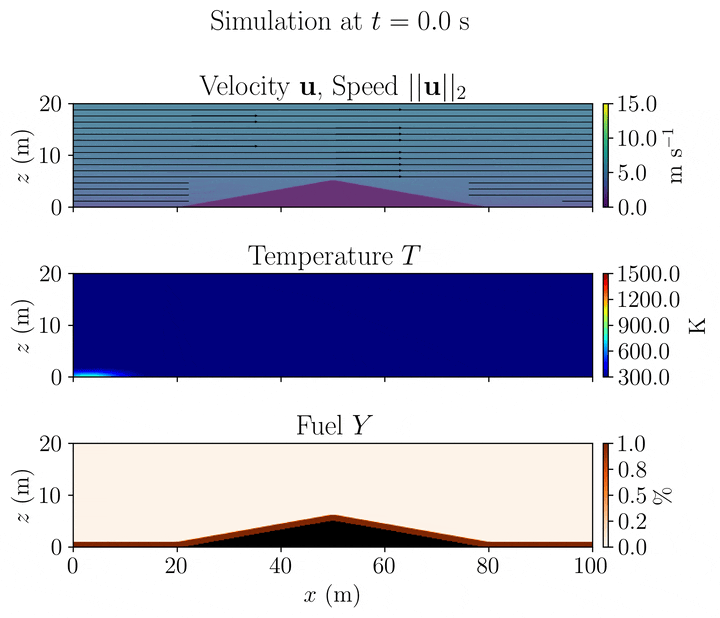 Simulation at t = 0.0 s
Velocity u, Speed ||u||₂
20
10
0
z (m)
15.0
10.0
5.0
0.0
m s⁻¹
Temperature T
20
10
0
z (m)
1500.0
1200.0
900.0
600.0
300.0
K
Fuel Y
20
10
0
z (m)
1.0
0.8
0.5
0.2
0.0
%
0 20 40 60 80 100
x (m)